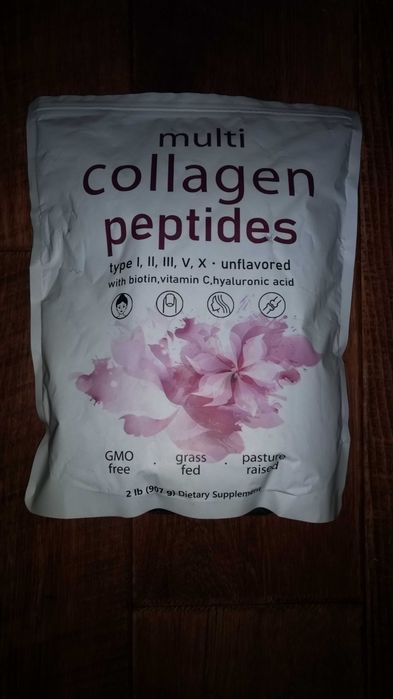 multi
collagen
peptides
type I, II, III, V, X · unflavored
with biotin,vitamin C,hyaluronic acid
GMO free · grass fed · pasture raised
2 lb (907 g) Dietary Supplement